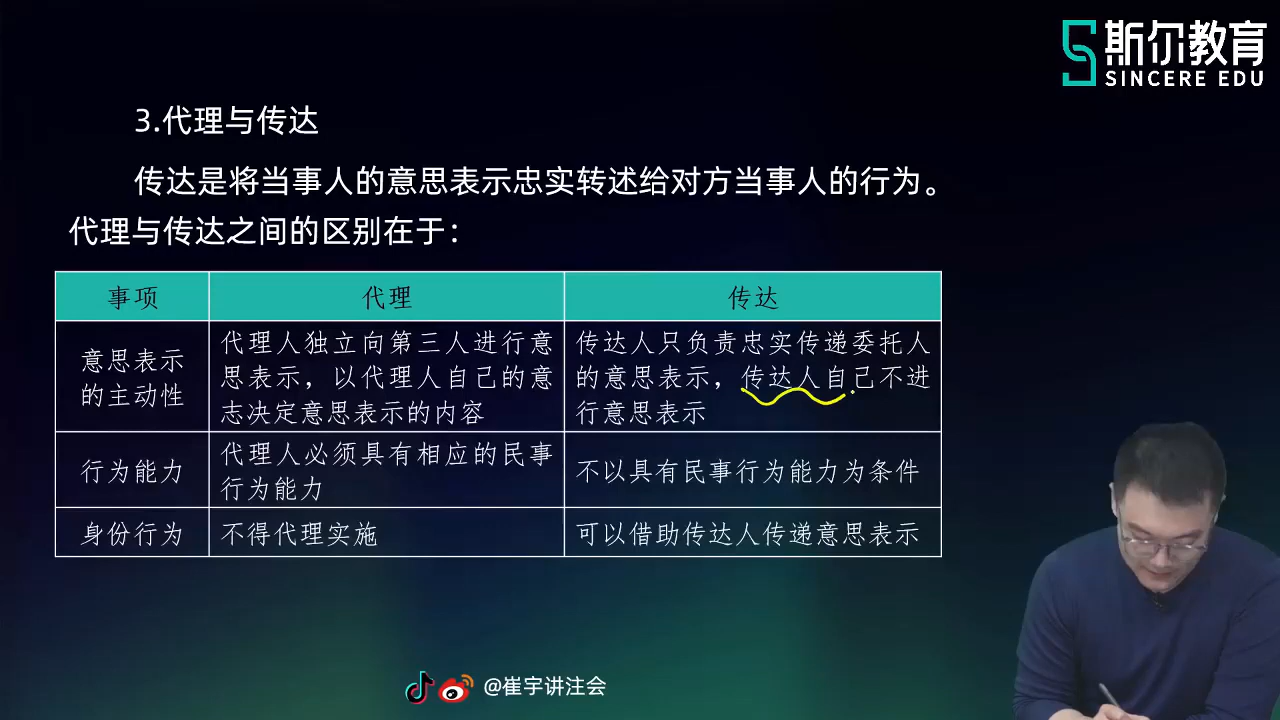 斯尔教育
SINCERE EDU
3.代理与传达
传达是将当事人的意思表示忠实转述给对方当事人的行为。
代理与传达之间的区别在于：
事项
代理
传达
意思表示
的主动性
代理人独立向第三人进行意
思表示，以代理人自己的意
志决定意思表示的内容
传达人只负责忠实传递委托人
的意思表示，传达人自己不进
行意思表示
行为能力
代理人必须具有相应的民事
行为能力
不以具有民事行为能力为条件
身份行为
不得代理实施
可以借助传达人传递意思表示
@崔宇讲注会